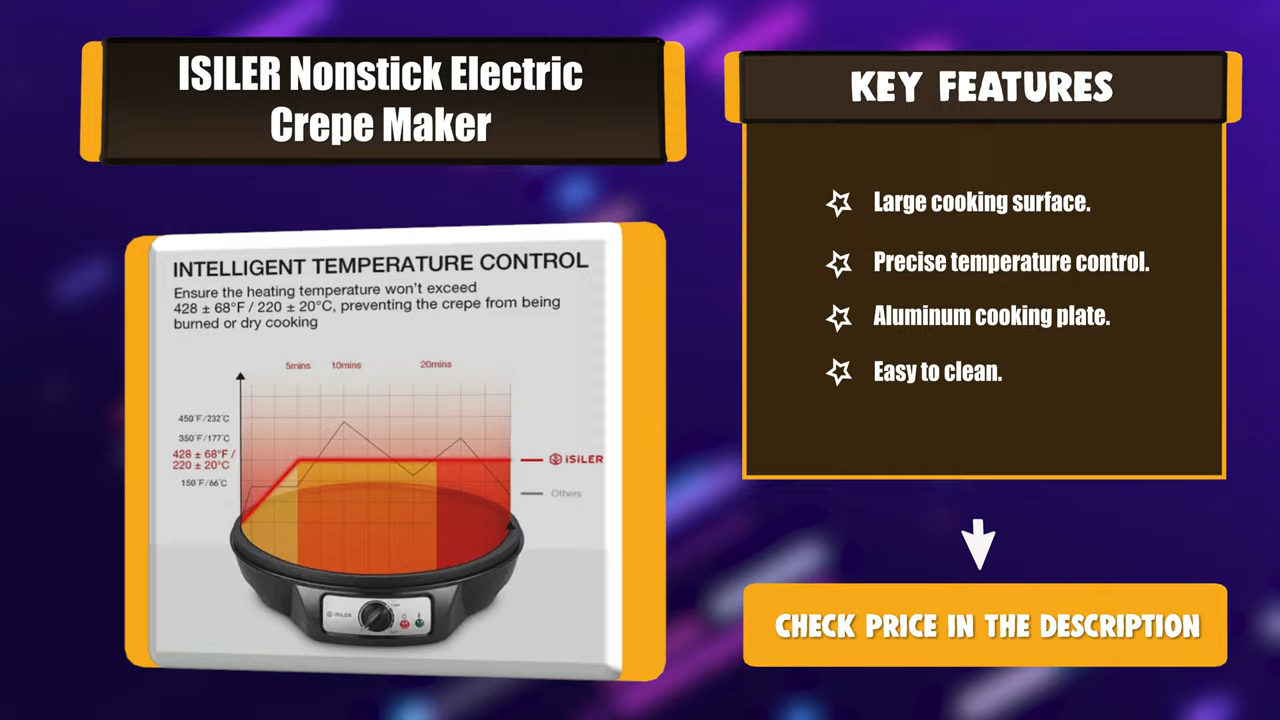 ISILER Nonstick Electric
Crepe Maker
INTELLIGENT TEMPERATURE CONTROL
Ensure the heating temperature won't exceed
428 ± 68°F / 220 ± 20°C, preventing the crepe from being
burned or dry cooking
5mins 10mins 20mins
450°F/232°C
350°F/177°C
428 ± 68°F /
220 ± 20°C
150°F/66°C
iSiLER
Others
iSiLER
KEY FEATURES
Large cooking surface.
Precise temperature control.
Aluminum cooking plate.
Easy to clean.
CHECK PRICE IN THE DESCRIPTION